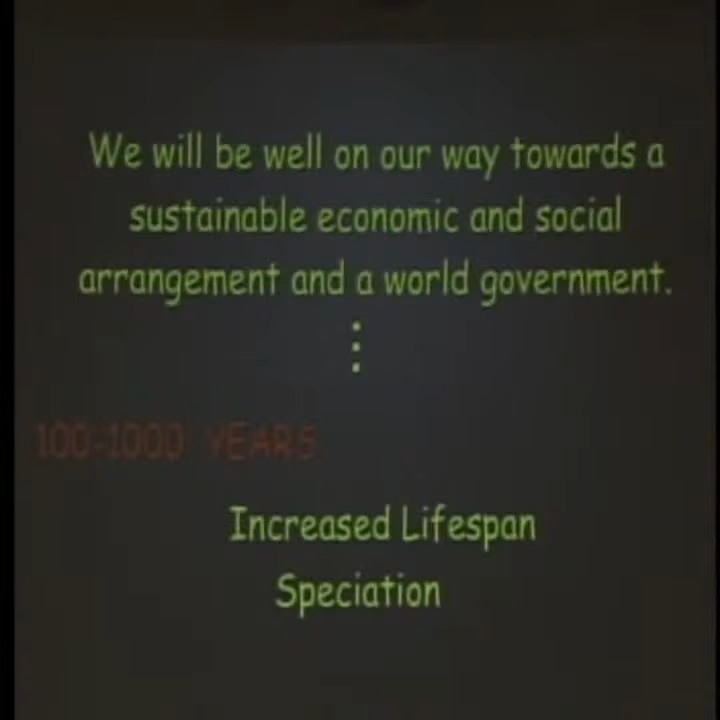 We will be well on our way towards a
sustainable economic and social
arrangement and a world government.
⋮
100-1000 YEARS
Increased Lifespan
Speciation